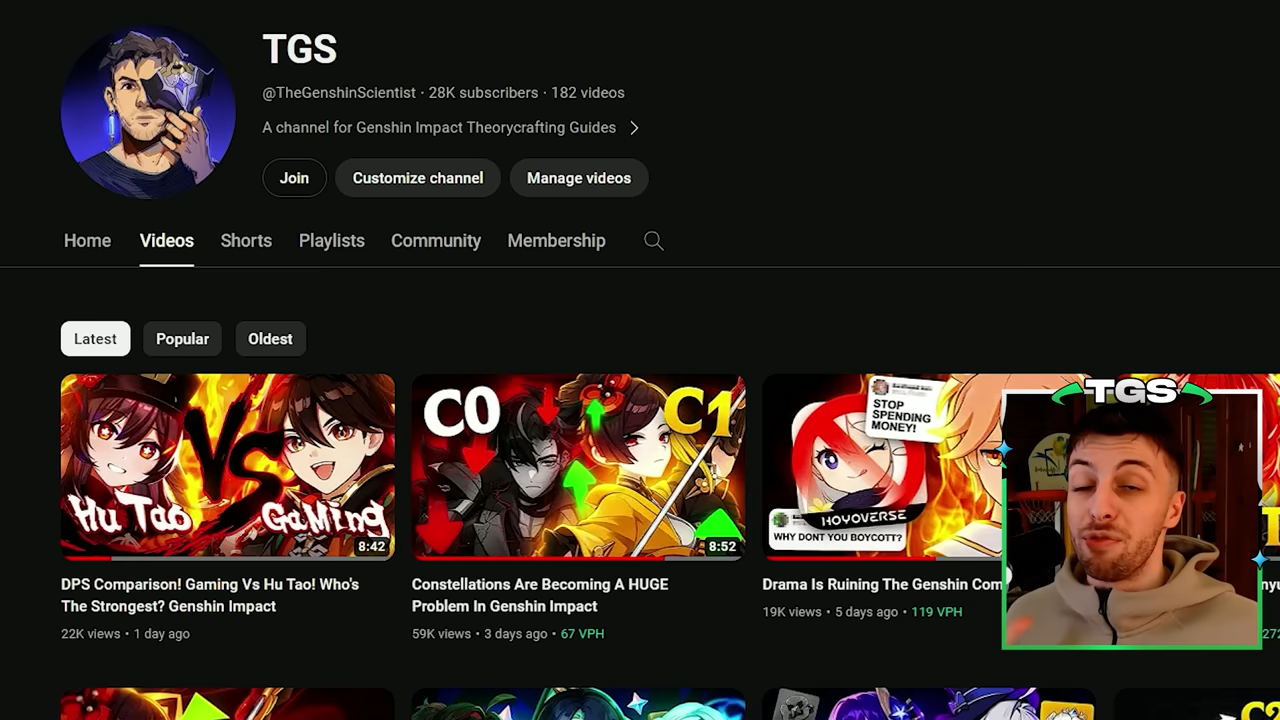 TGS
@TheGenshinScientist · 28K subscribers · 182 videos
A channel for Genshin Impact Theorycrafting Guides
Join
Customize channel
Manage videos
Home
Videos
Shorts
Playlists
Community
Membership
Latest
Popular
Oldest
Hu Tao
VS
GaMing
8:42
C0
C1
8:52
STOP
SPENDING
MONEY!
HOYOVERSE
WHY DONT YOU BOYCOTT?
TGS
DPS Comparison! Gaming Vs Hu Tao! Who's
The Strongest? Genshin Impact
22K views • 1 day ago
Constellations Are Becoming A HUGE
Problem In Genshin Impact
59K views • 3 days ago • 67 VPH
Drama Is Ruining The Genshin Com
19K views • 5 days ago • 119 VPH
272